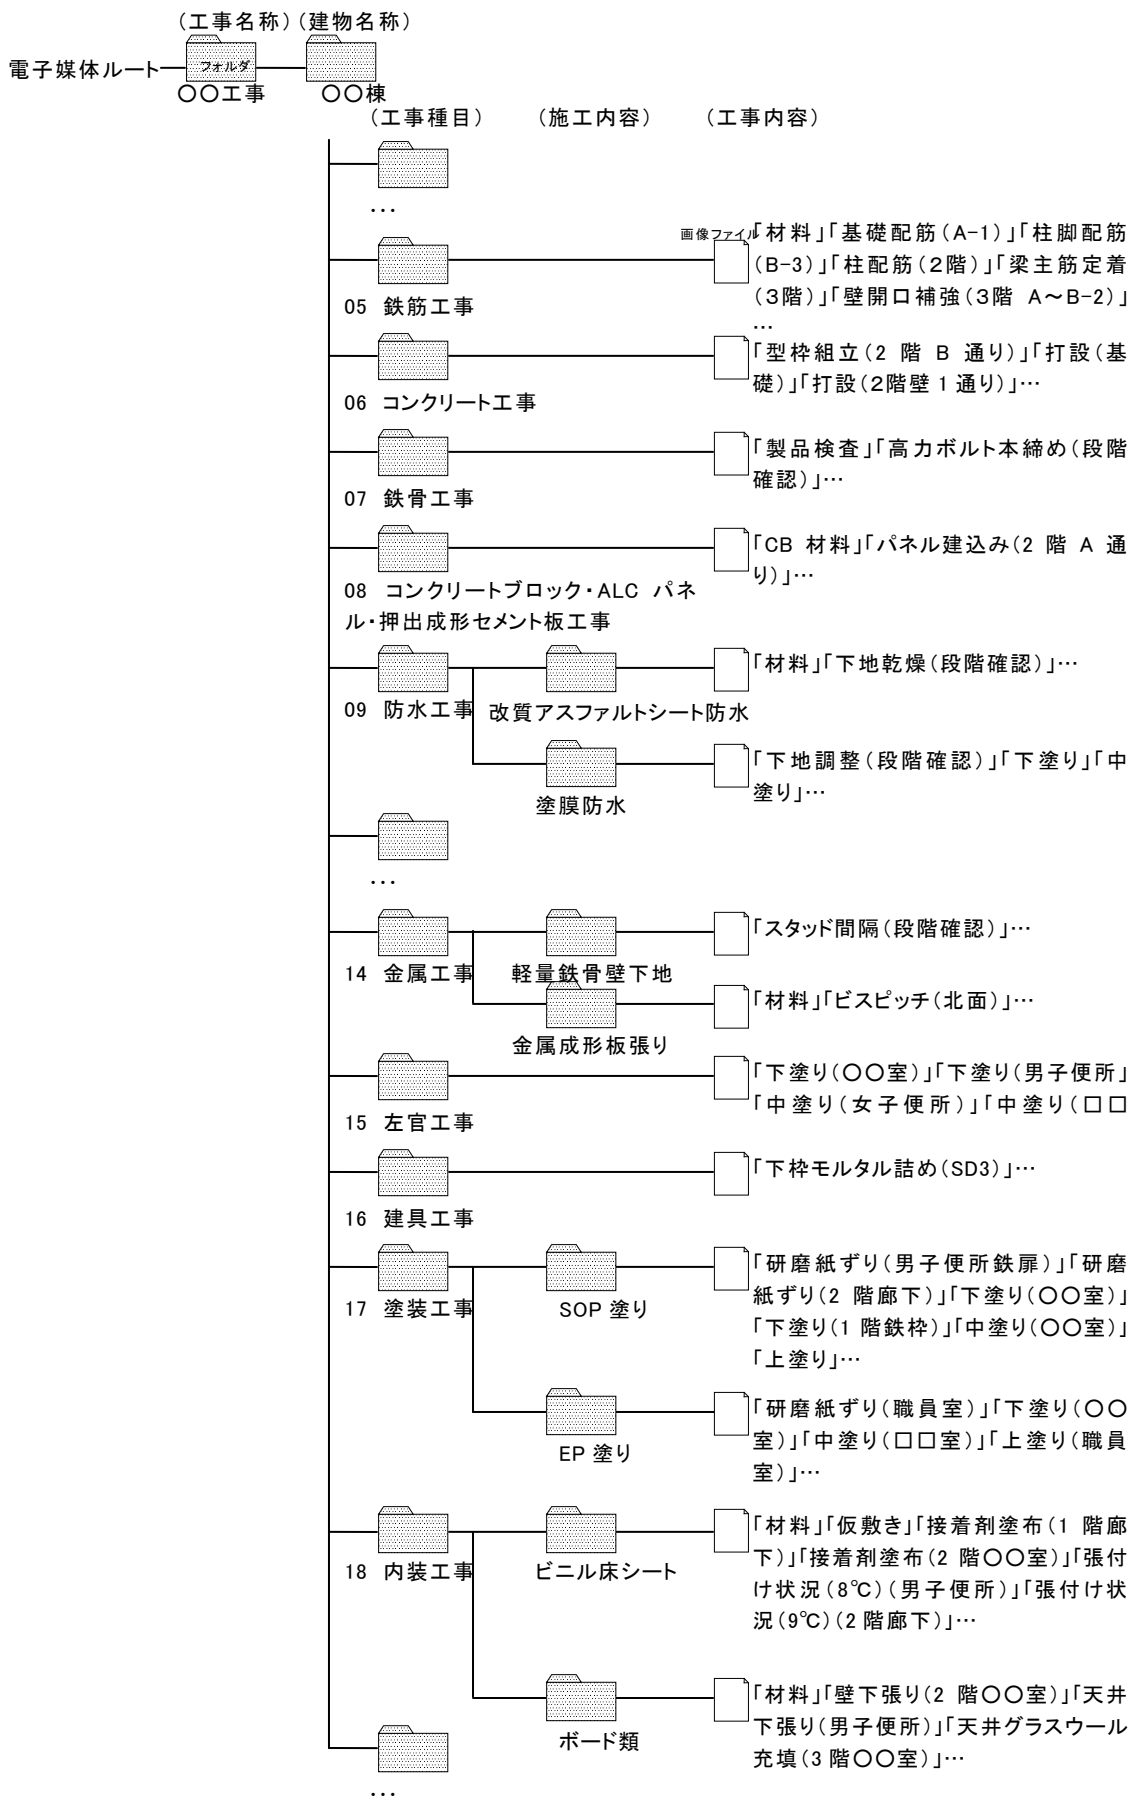 （工事名称）（建物名称）
電子媒体ルート
フォルダ
〇〇工事
〇〇棟
（工事種目）
（施工内容）
（工事内容）
…
画像ファイル
「材料」「基礎配筋（A-1）」「柱脚配筋
（B-3）」「柱配筋（２階）」「梁主筋定着
（３階）」「壁開口補強（３階 A～B-2）」
…
05 鉄筋工事
「型枠組立（2 階 B 通り）」「打設（基
礎）」「打設（２階壁 1 通り）」…
06 コンクリート工事
「製品検査」「高力ボルト本締め（段階
確認）」…
07 鉄骨工事
「CB 材料」「パネル建込み（2 階 A 通
り）」…
08 コンクリートブロック・ALC パネ
ル・押出成形セメント板工事
「材料」「下地乾燥（段階確認）」…
09 防水工事
改質アスファルトシート防水
「下地調整（段階確認）」「下塗り」「中
塗り」…
塗膜防水
…
「スタッド間隔（段階確認）」…
14 金属工事
軽量鉄骨壁下地
「材料」「ビスピッチ（北面）」…
金属成形板張り
「下塗り（〇〇室）」「下塗り（男子便所」
「中塗り（女子便所）」「中塗り（□□
15 左官工事
「下枠モルタル詰め（SD3）」…
16 建具工事
「研磨紙ずり（男子便所鉄扉）」「研磨
紙ずり（2 階廊下）」「下塗り（〇〇室）」
「下塗り（1 階鉄枠）」「中塗り（〇〇室）」
「上塗り」…
17 塗装工事
SOP 塗り
「研磨紙ずり（職員室）」「下塗り（〇〇
室）」「中塗り（□□室）」「上塗り（職員
室）」…
EP 塗り
「材料」「仮敷き」「接着剤塗布（1 階廊
下）」「接着剤塗布（2 階〇〇室）」「張付
け状況（8℃）（男子便所）」「張付け状
況（9℃）（2 階廊下）」…
18 内装工事
ビニル床シート
「材料」「壁下張り（2 階〇〇室）」「天井
下張り（男子便所）」「天井グラスウール
充填（3 階〇〇室）」…
ボード類
…